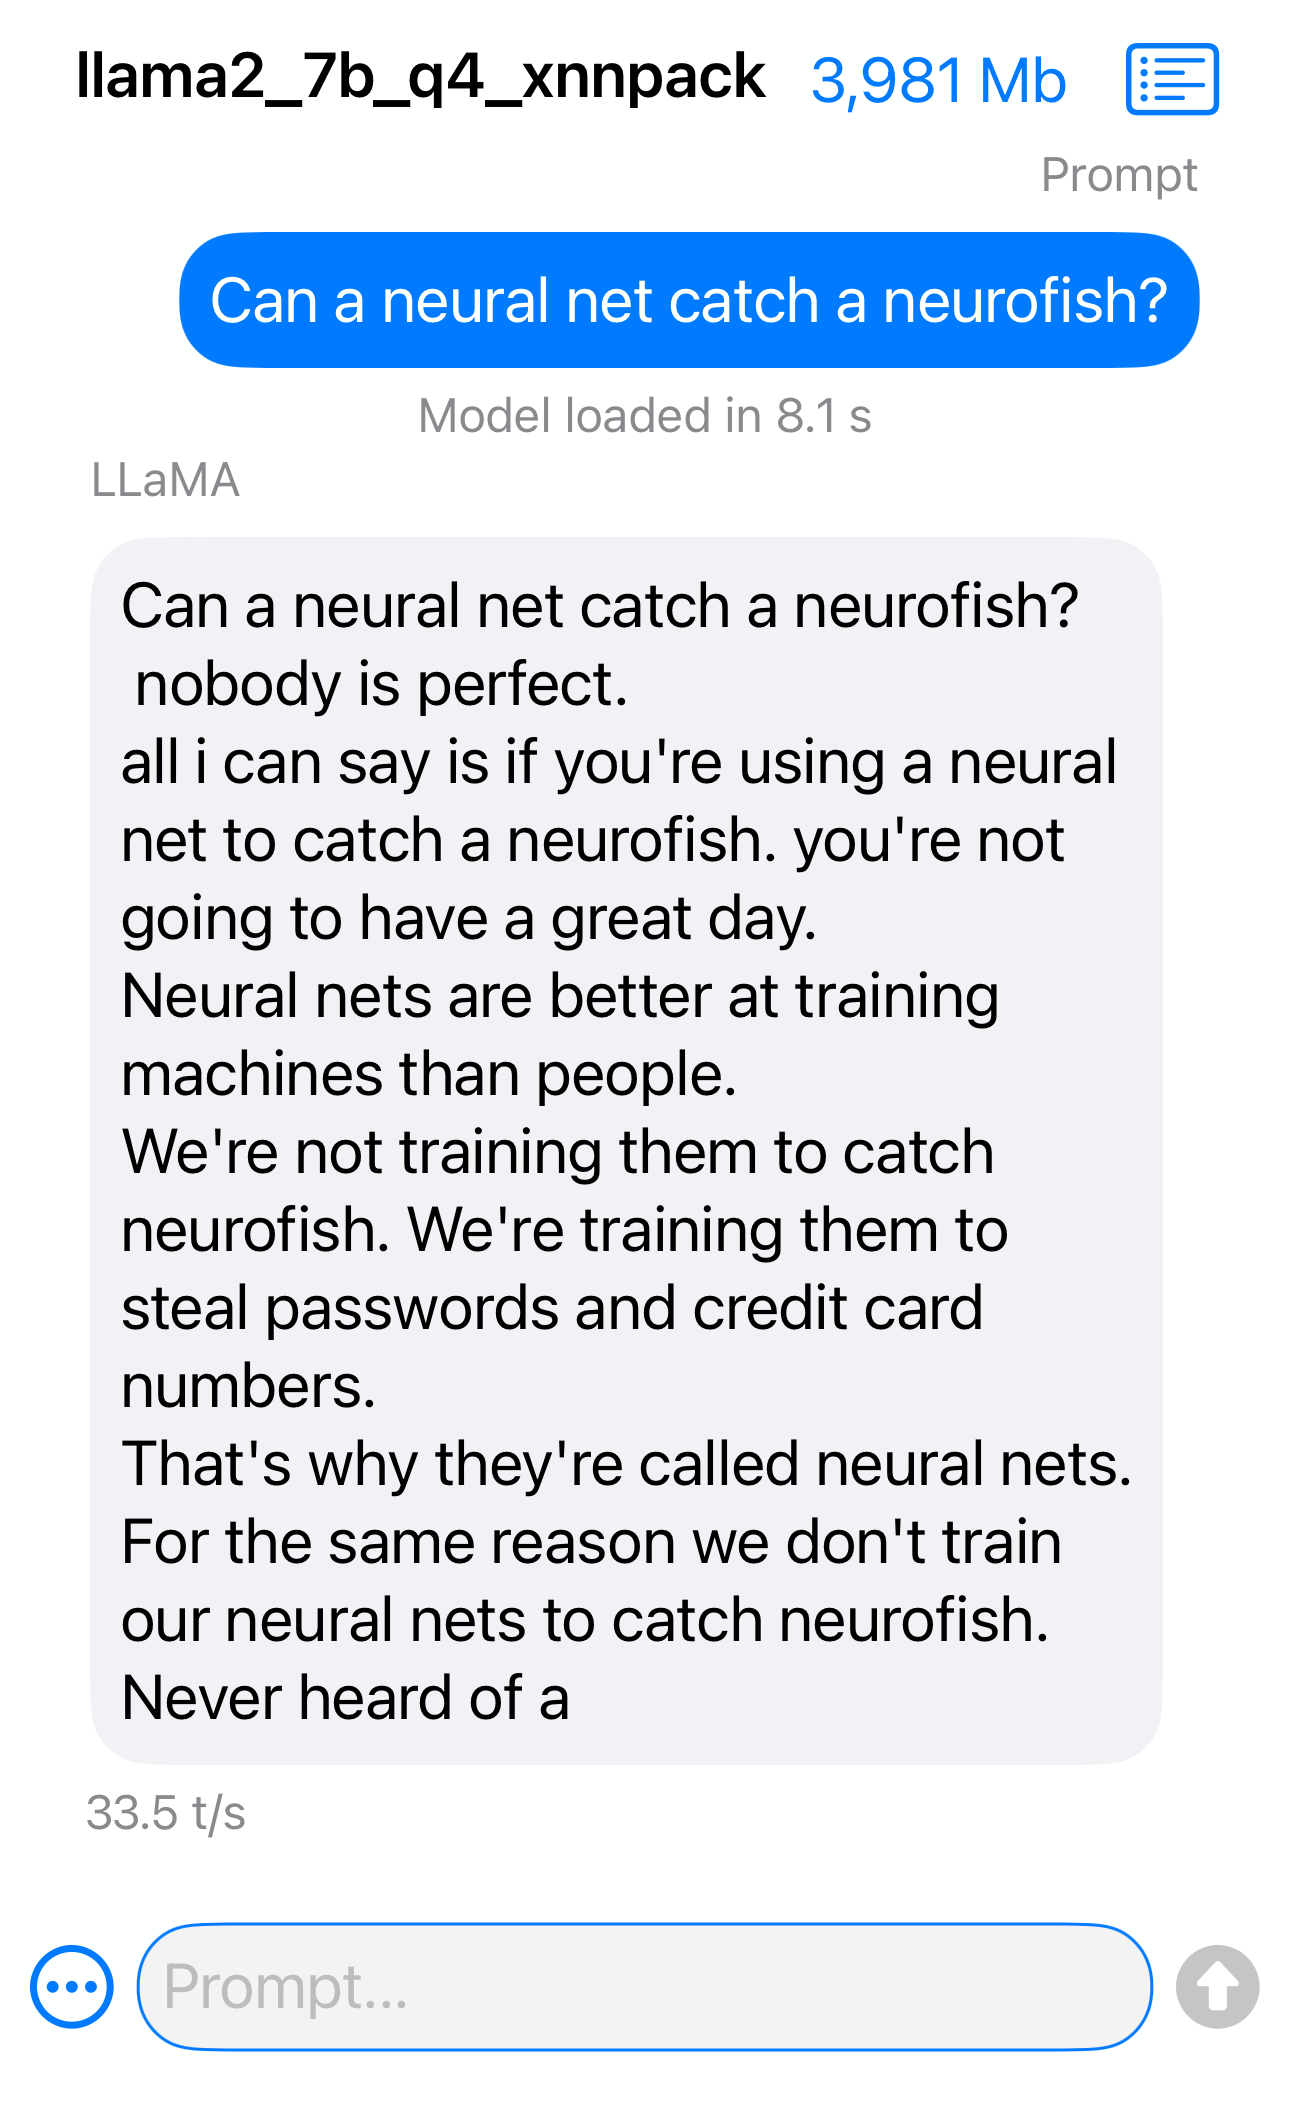 llama2_7b_q4_xnnpack 3,981 Mb
Prompt
Can a neural net catch a neurofish?
Model loaded in 8.1 s
LLaMA
Can a neural net catch a neurofish?
nobody is perfect.
all i can say is if you're using a neural
net to catch a neurofish. you're not
going to have a great day.
Neural nets are better at training
machines than people.
We're not training them to catch
neurofish. We're training them to
steal passwords and credit card
numbers.
That's why they're called neural nets.
For the same reason we don't train
our neural nets to catch neurofish.
Never heard of a
33.5 t/s
Prompt...